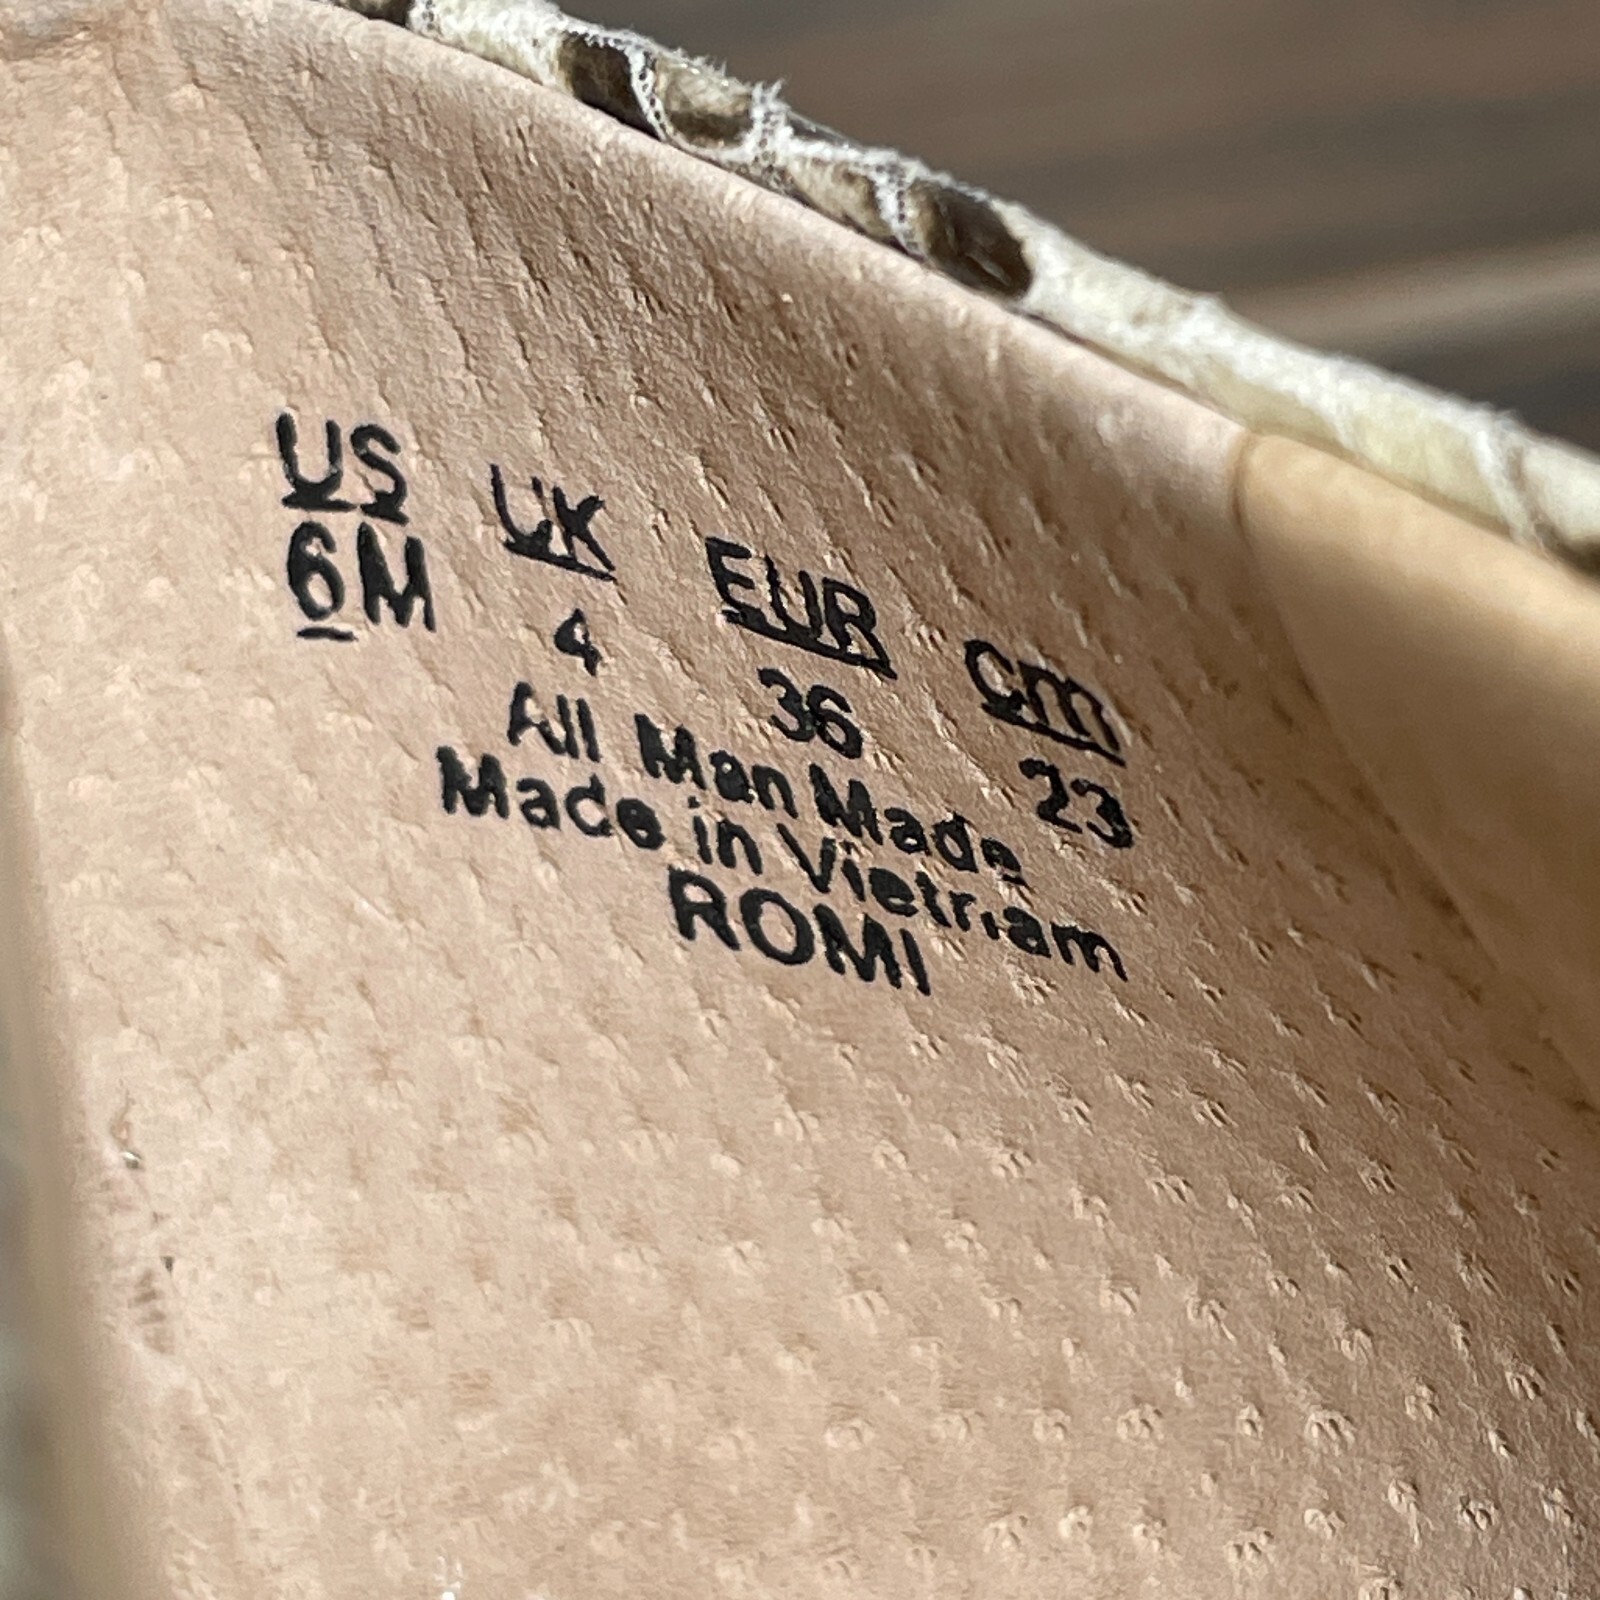 US UK EUR cm
6M 4 36 23
All Man Made
Made in Vietnam
ROMI